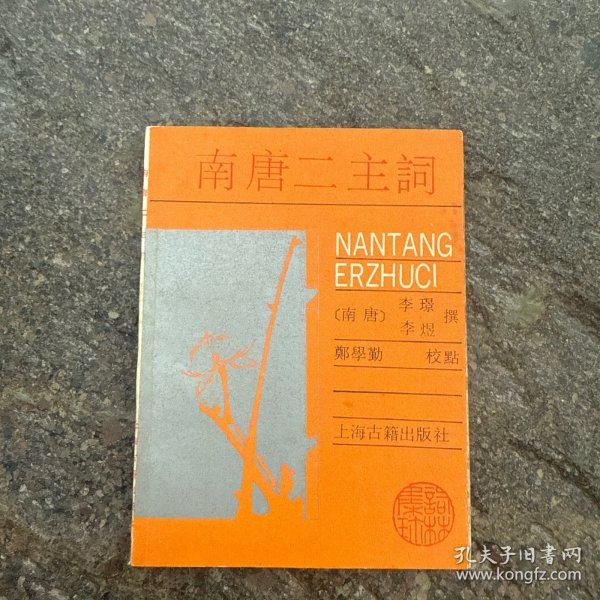 南唐二主詞
NANTANG
ERZHUCI
（南唐） 李璟 李煜 撰
鄭學勤 校點
上海古籍出版社
孔夫子旧书网
www.kongfz.com